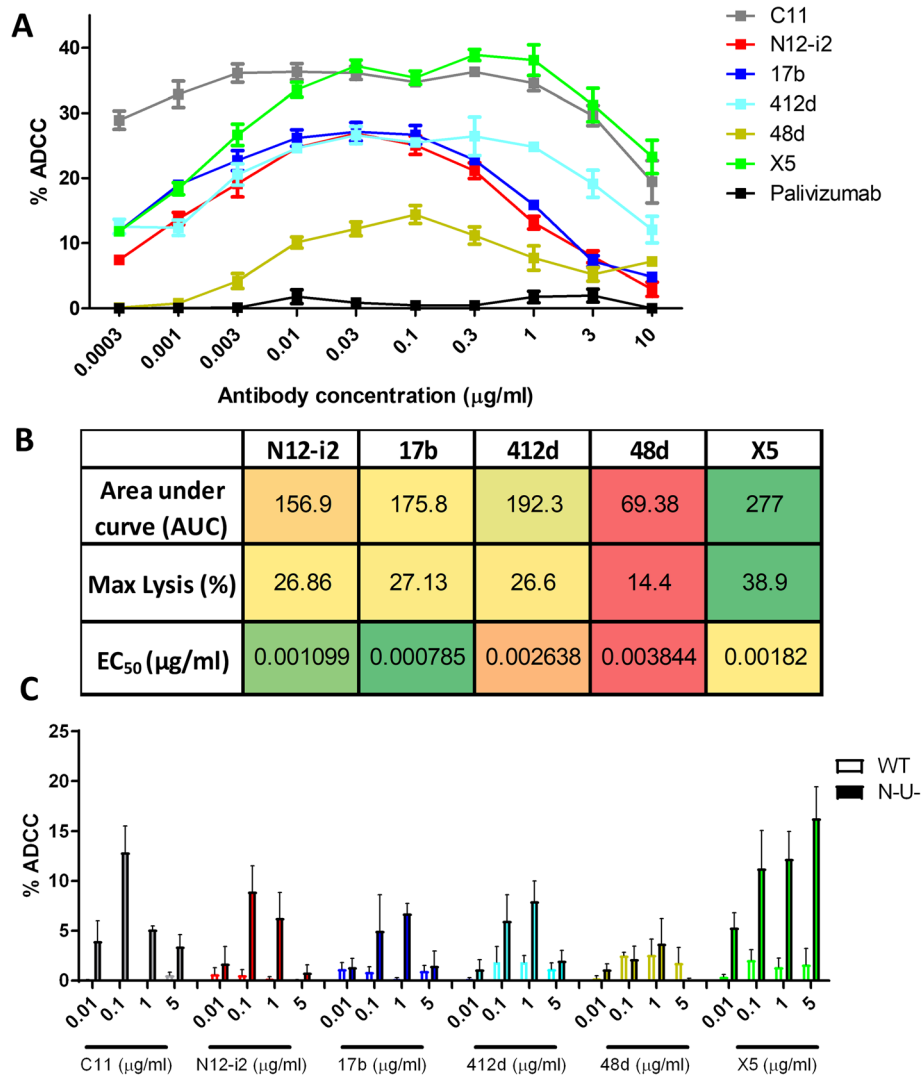 A
% ADCC
40
30
20
10
0
0.0003
0.001
0.003
0.01
0.03
0.1
0.3
1
3
10
Antibody concentration (μg/ml)
C11
N12-i2
17b
412d
48d
X5
Palivizumab
B
N12-i2 17b 412d 48d X5
Area under curve (AUC) 156.9 175.8 192.3 69.38 277
Max Lysis (%) 26.86 27.13 26.6 14.4 38.9
EC50 (μg/ml) 0.001099 0.000785 0.002638 0.003844 0.00182
C
% ADCC
25
20
15
10
5
0
WT
N-U-
0.01 0.1 1 5 0.01 0.1 1 5 0.01 0.1 1 5 0.01 0.1 1 5 0.01 0.1 1 5 0.01 0.1 1 5
C11 (μg/ml) N12-i2 (μg/ml) 17b (μg/ml) 412d (μg/ml) 48d (μg/ml) X5 (μg/ml)